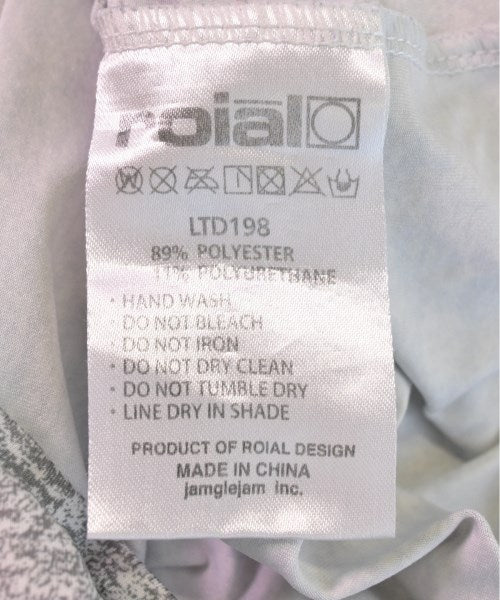 roial
LTD198
89% POLYESTER
11% POLYURETHANE
· HAND WASH
· DO NOT BLEACH
· DO NOT IRON
· DO NOT DRY CLEAN
· DO NOT TUMBLE DRY
· LINE DRY IN SHADE
PRODUCT OF ROIAL DESIGN
MADE IN CHINA
jamglejam inc.